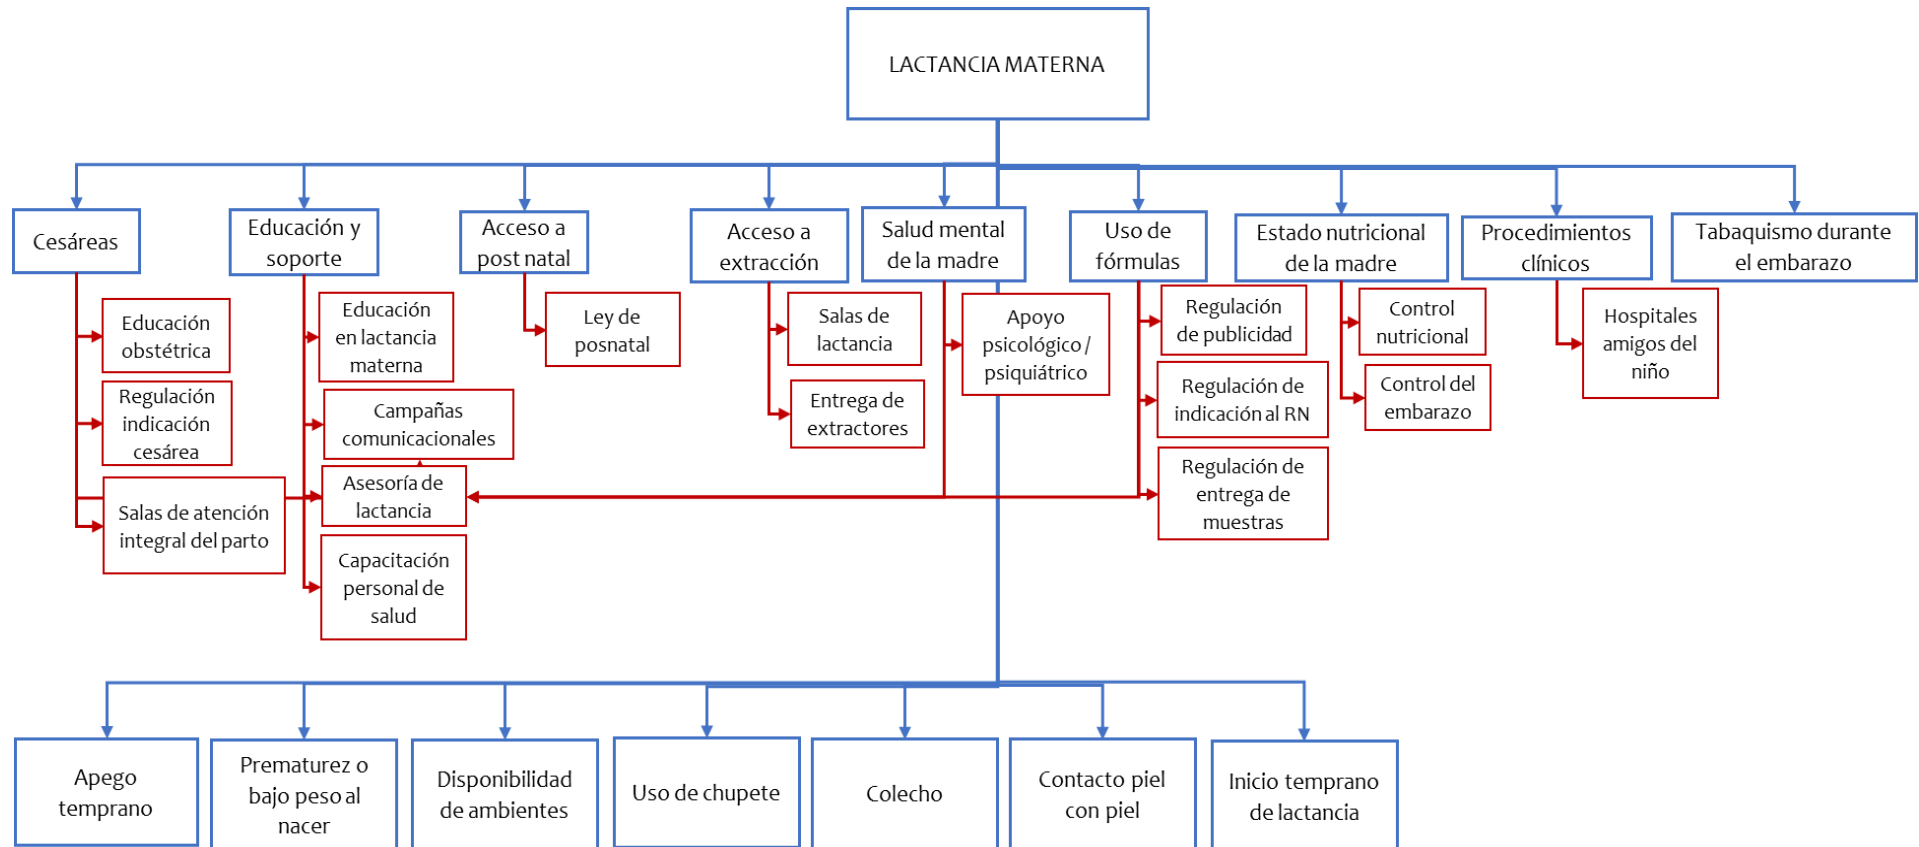 LACTANCIA MATERNA
Cesáreas
Educación y
soporte
Acceso a
post natal
Acceso a
extracción
Salud mental
de la madre
Uso de
fórmulas
Estado nutricional
de la madre
Procedimientos
clínicos
Tabaquismo durante
el embarazo
Educación
obstétrica
Regulación
indicación
cesárea
Salas de atención
integral del parto
Educación
en lactancia
materna
Campañas
comunicacionales
Asesoría de
lactancia
Capacitación
personal de
salud
Ley de
posnatal
Salas de
lactancia
Entrega de
extractores
Apoyo
psicológico /
psiquiátrico
Regulación
de publicidad
Regulación de
indicación al RN
Regulación de
entrega de
muestras
Control
nutricional
Control del
embarazo
Hospitales
amigos del
niño
Apego
temprano
Prematurez o
bajo peso al
nacer
Disponibilidad
de ambientes
Uso de chupete
Colecho
Contacto piel
con piel
Inicio temprano
de lactancia